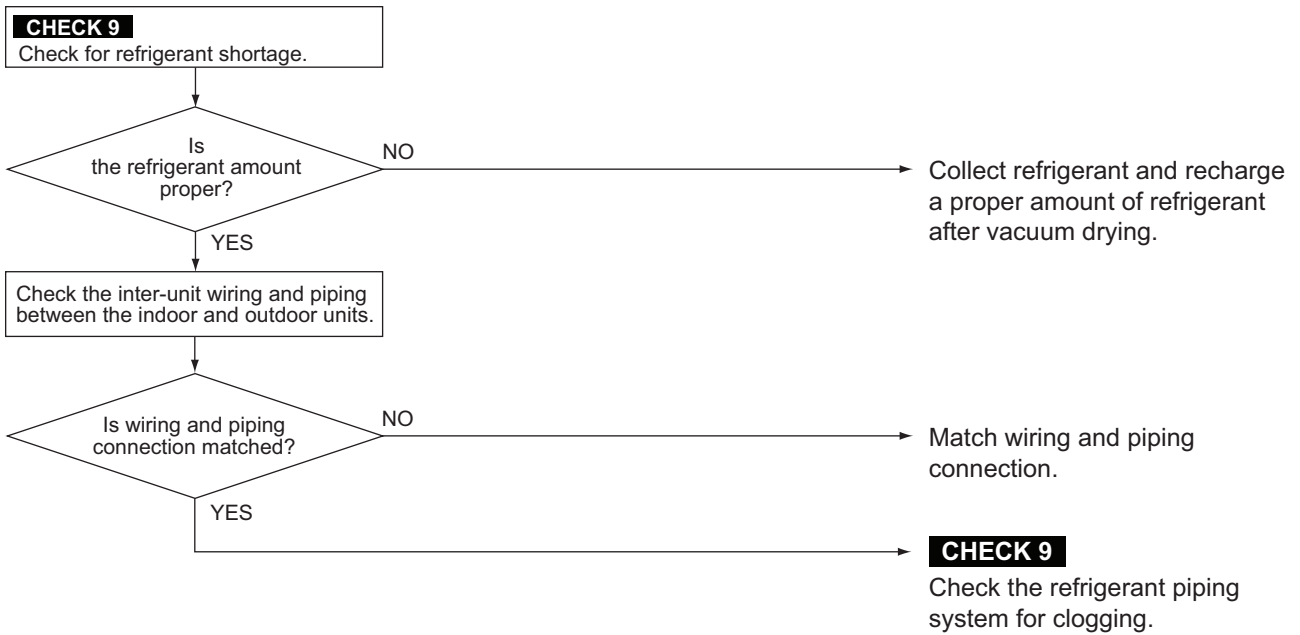 CHECK 9
Check for refrigerant shortage.
Is
the refrigerant amount
proper?
NO
Collect refrigerant and recharge
a proper amount of refrigerant
after vacuum drying.
YES
Check the inter-unit wiring and piping
between the indoor and outdoor units.
Is wiring and piping
connection matched?
NO
Match wiring and piping
connection.
YES
CHECK 9
Check the refrigerant piping
system for clogging.